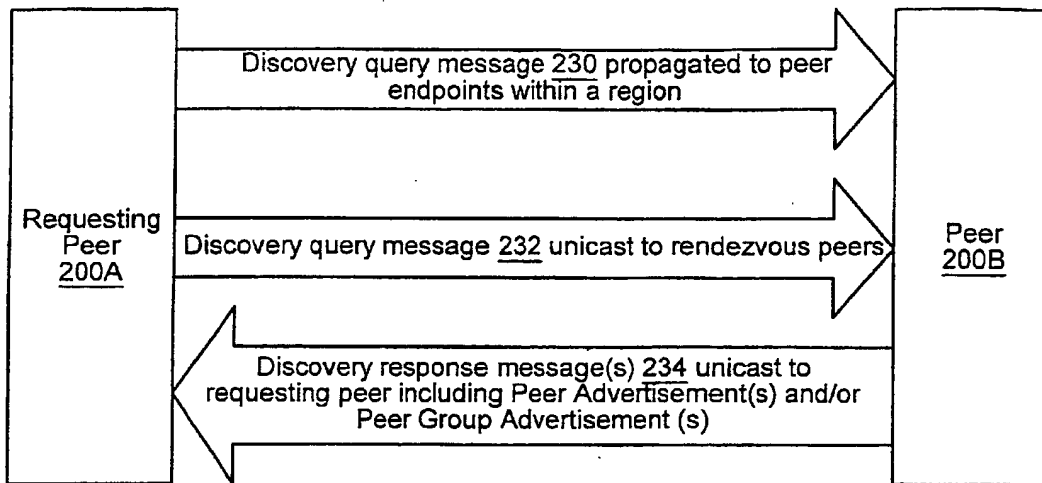 Discovery query message 230 propagated to peer
endpoints within a region
Requesting
Peer
200A
Discovery query message 232 unicast to rendezvous peers
Peer
200B
Discovery response message(s) 234 unicast to
requesting peer including Peer Advertisement(s) and/or
Peer Group Advertisement (s)